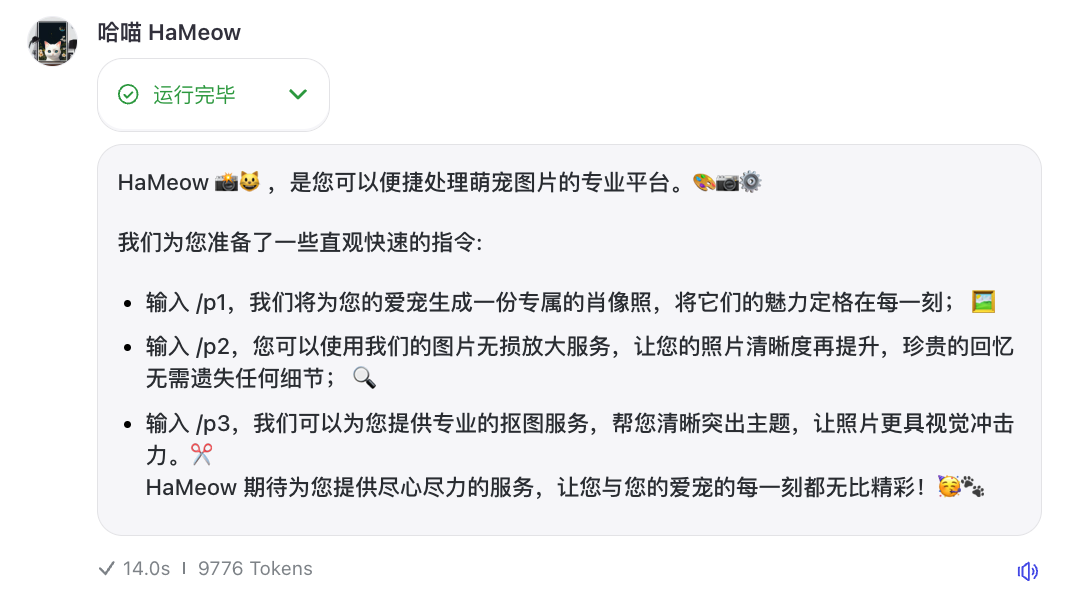 哈喵 HaMeow
运行完毕
HaMeow 📸😺 ，是您可以便捷处理萌宠图片的专业平台。🎨📷⚙️
我们为您准备了一些直观快速的指令:
• 输入 /p1，我们将为您的爱宠生成一份专属的肖像照，将它们的魅力定格在每一刻； 🖼️
• 输入 /p2，您可以使用我们的图片无损放大服务，让您的照片清晰度再提升，珍贵的回忆
无需遗失任何细节； 🔍
• 输入 /p3，我们可以为您提供专业的抠图服务，帮您清晰突出主题，让照片更具视觉冲击
力。✂️
HaMeow 期待为您提供尽心尽力的服务，让您与您的爱宠的每一刻都无比精彩！🥳🐾
14.0s | 9776 Tokens